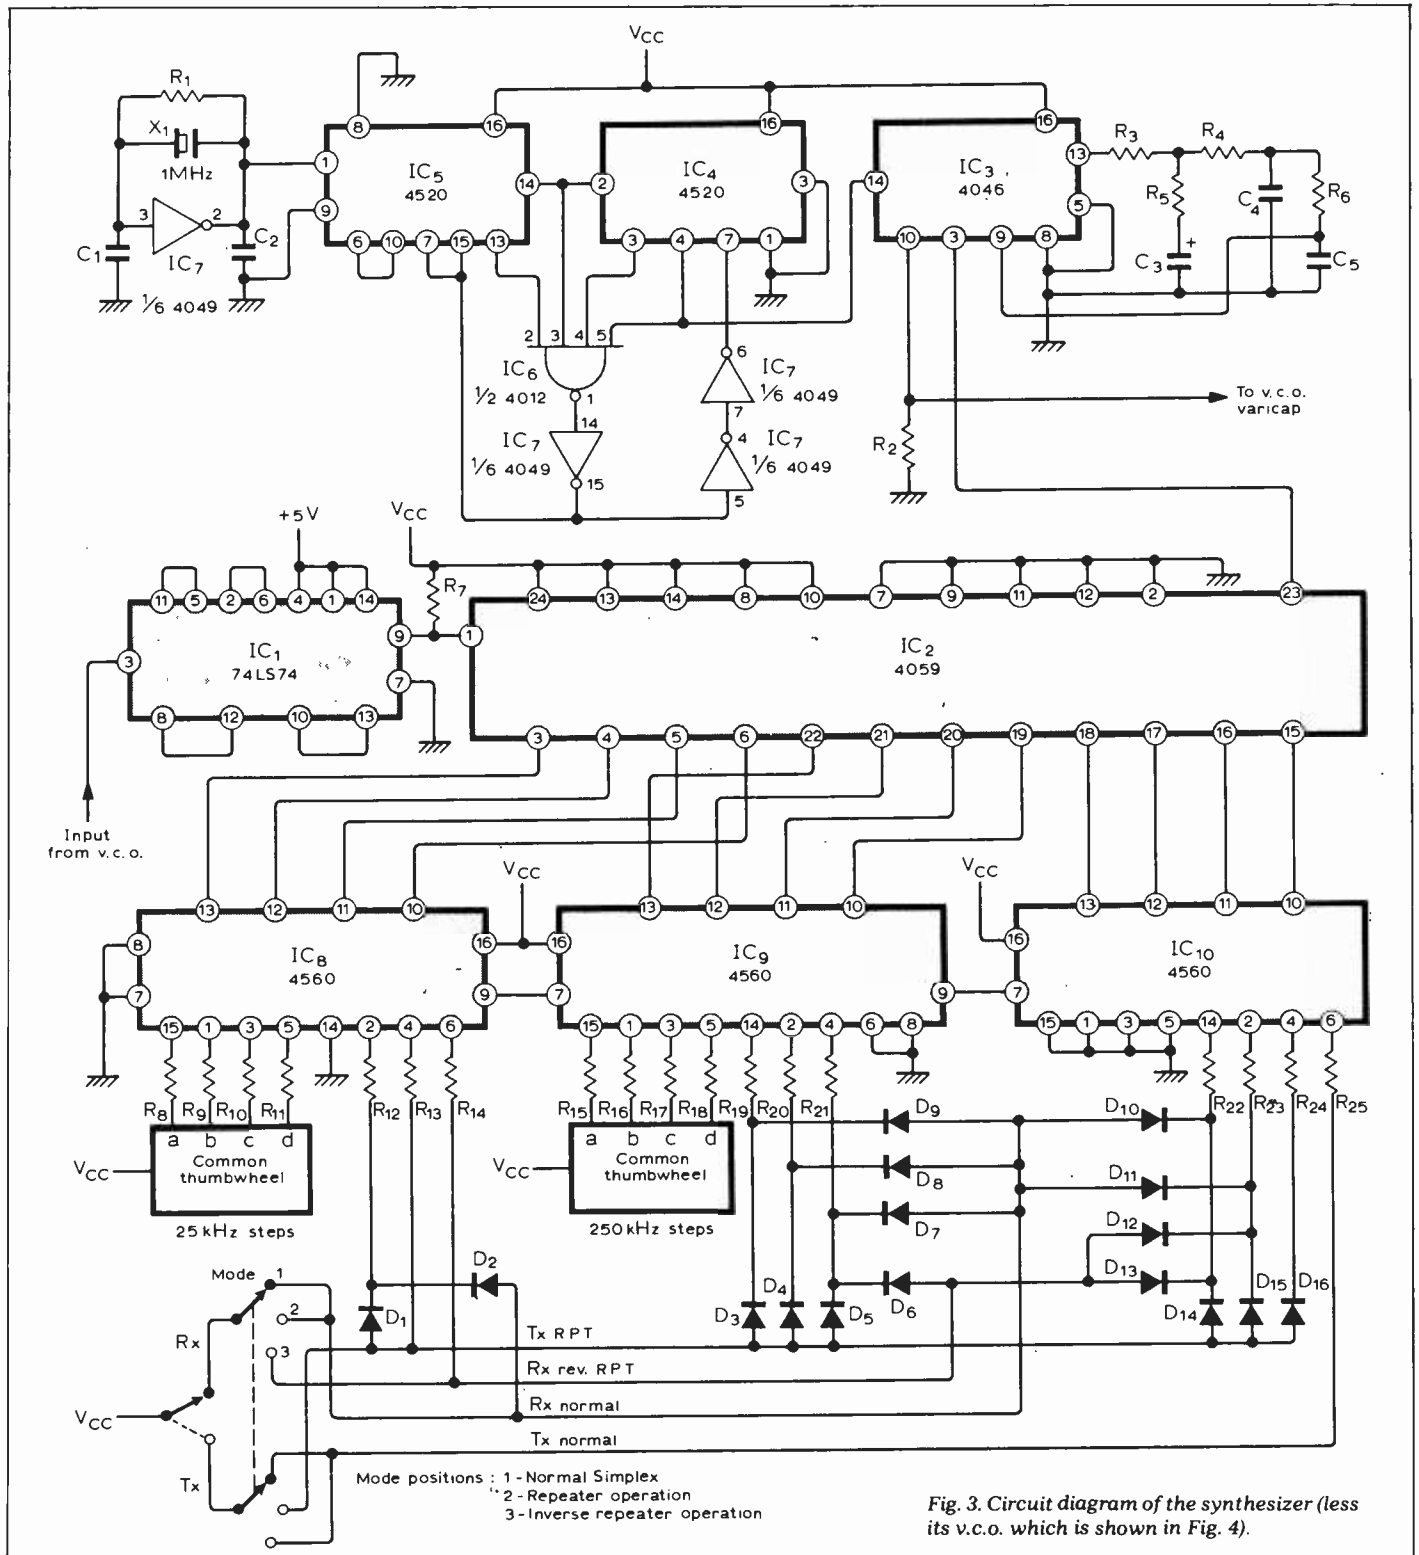 VCC
R1
X1
1MHz
3
2
C1
C2
IC7
1/6 4049
8
16
1
9
IC5
4520
14
6
10
7
15
13
16
2
IC4
4520
3
3
4
7
1
16
14
IC3
4046
13
5
10
3
9
8
R3
R4
R5
R6
C4
C3
+
C5
2
3
4
5
IC6
1/2 4012
1
14
IC7
1/6 4049
15
6
IC7
1/6 4049
7
4
IC7
1/6 4049
5
R2
To v.c.o.
varicap
+5V
VCC
R7
11
5
2
6
4
1
14
3
IC1
74LS74
9
7
8
12
10
13
24
13
14
8
10
7
9
11
12
2
23
1
IC2
4059
3
4
5
6
22
21
20
19
18
17
16
15
Input
from v.c.o.
VCC
VCC
13
12
11
10
8
7
IC8
4560
16
9
15
1
3
5
14
2
4
6
13
12
11
10
16
7
IC9
4560
9
15
1
3
5
14
2
4
6
8
13
12
11
10
16
7
IC10
4560
15
1
3
5
14
2
4
6
R8
R9
R10
R11
R12
R13
R14
R15
R16
R17
R18
R19
R20
R21
R22
R23
R24
R25
a b c d
Common
thumbwheel
VCC
25kHz steps
a b c d
Common
thumbwheel
VCC
250kHz steps
D9
D8
D7
D6
D10
D11
D12
D13
D2
D1
D3
D4
D5
D14
D15
D16
Mode
1
2
3
Rx
VCC
Tx
Tx RPT
Rx rev. RPT
Rx normal
Tx normal
Mode positions : 1 - Normal Simplex
2 - Repeater operation
3 - Inverse repeater operation
Fig. 3. Circuit diagram of the synthesizer (less
its v.c.o. which is shown in Fig. 4).